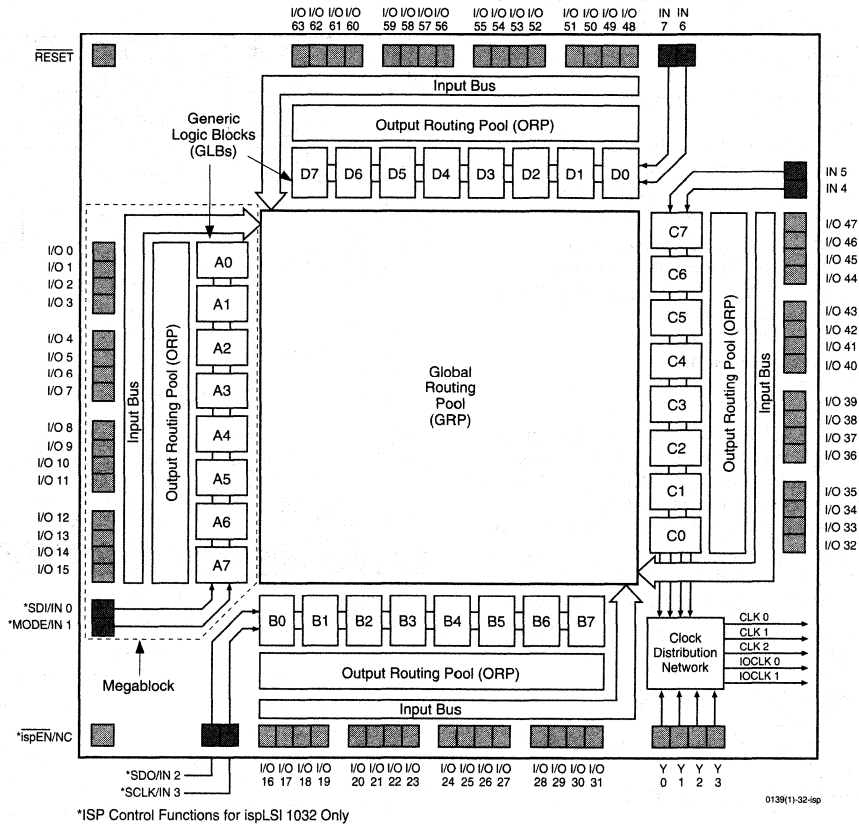 I/O I/O I/O I/O
63 62 61 60
I/O I/O I/O I/O
59 58 57 56
I/O I/O I/O I/O
55 54 53 52
I/O I/O I/O I/O
51 50 49 48
IN IN
7 6
RESET
Input Bus
Generic
Logic Blocks
(GLBs)
Output Routing Pool (ORP)
D7 D6 D5 D4 D3 D2 D1 D0
IN 5
IN 4
I/O 0
I/O 1
I/O 2
I/O 3
I/O 4
I/O 5
I/O 6
I/O 7
I/O 8
I/O 9
I/O 10
I/O 11
I/O 12
I/O 13
I/O 14
I/O 15
*SDI/IN 0
*MODE/IN 1
Input Bus
Output Routing Pool (ORP)
A0
A1
A2
A3
A4
A5
A6
A7
Global
Routing
Pool
(GRP)
C7
C6
C5
C4
C3
C2
C1
C0
Output Routing Pool (ORP)
Input Bus
I/O 47
I/O 46
I/O 45
I/O 44
I/O 43
I/O 42
I/O 41
I/O 40
I/O 39
I/O 38
I/O 37
I/O 36
I/O 35
I/O 34
I/O 33
I/O 32
B0 B1 B2 B3 B4 B5 B6 B7
Output Routing Pool (ORP)
Input Bus
Megablock
Clock
Distribution
Network
CLK 0
CLK 1
CLK 2
IOCLK 0
IOCLK 1
*ispEN/NC
*SDO/IN 2
*SCLK/IN 3
I/O I/O I/O I/O
16 17 18 19
I/O I/O I/O I/O
20 21 22 23
I/O I/O I/O I/O
24 25 26 27
I/O I/O I/O I/O
28 29 30 31
Y Y Y Y
0 1 2 3
0139(1)-32-isp
*ISP Control Functions for ispLSI 1032 Only